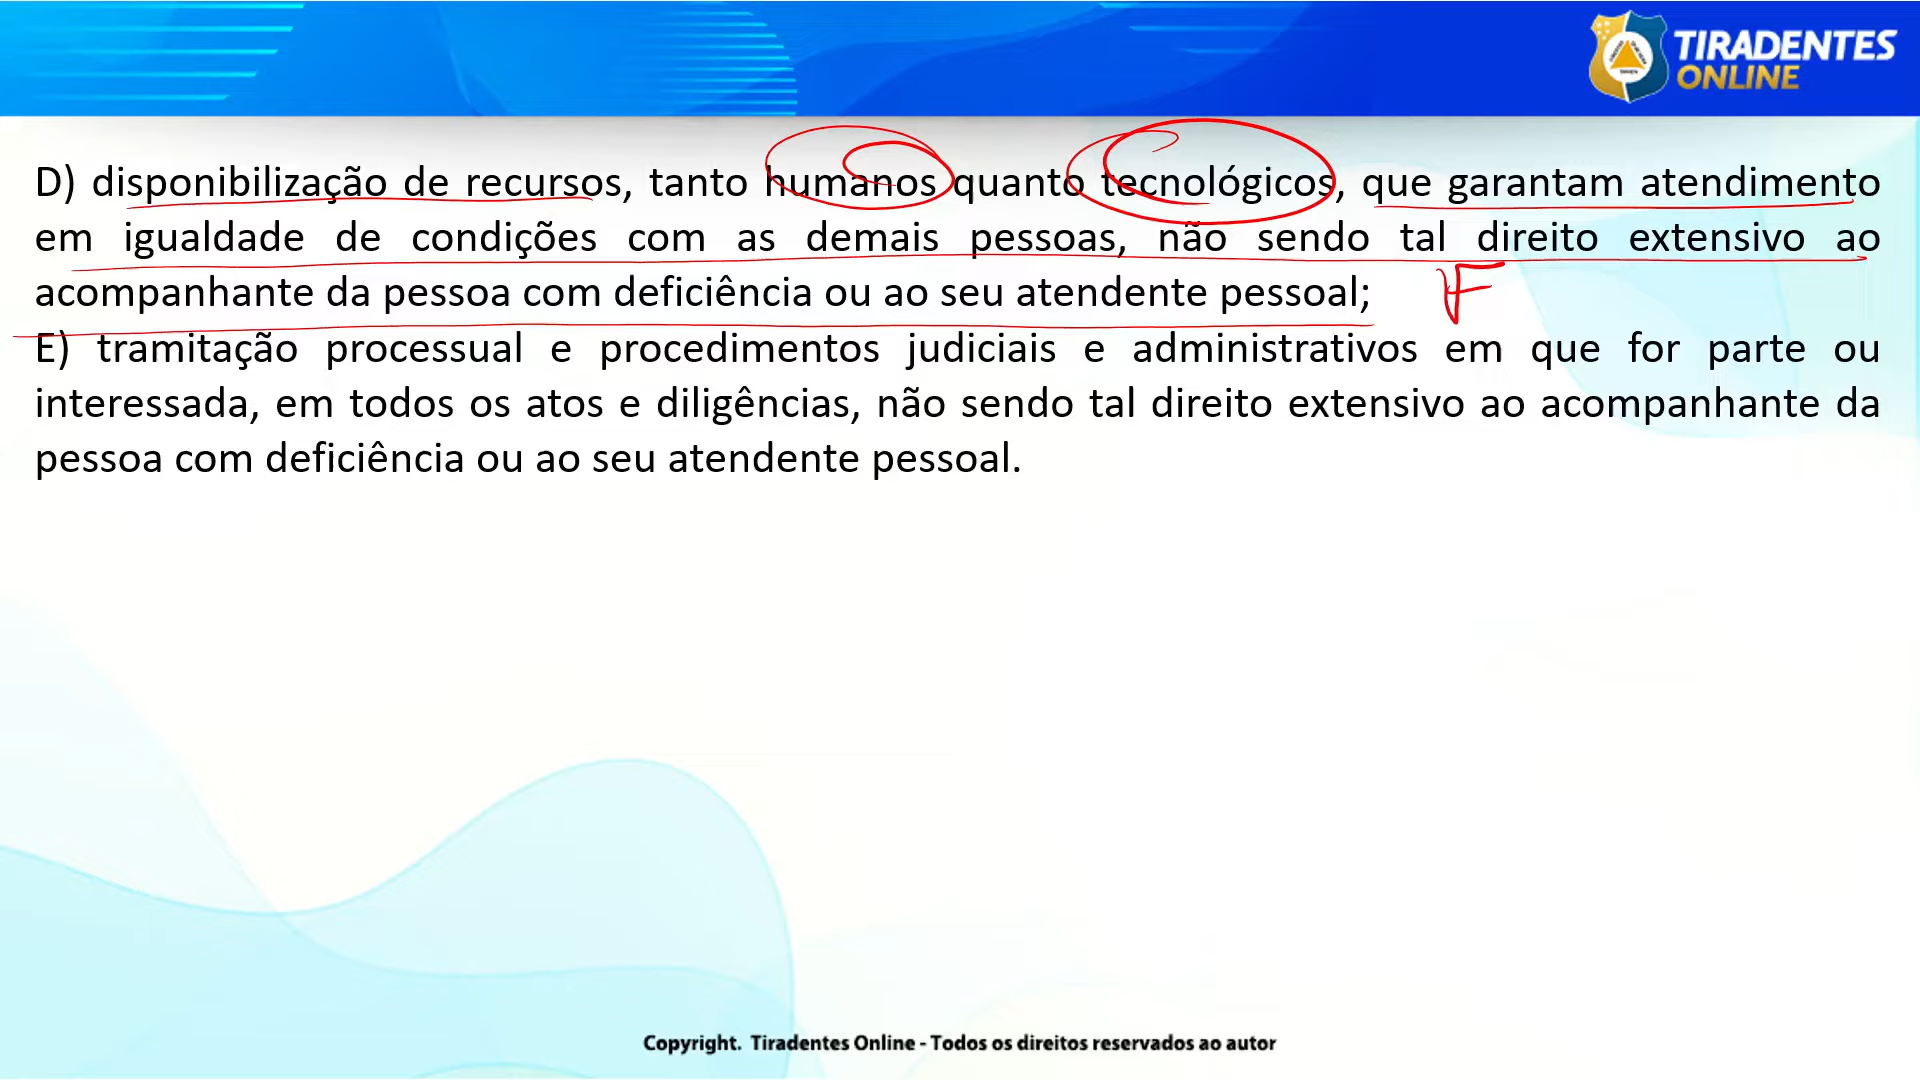 TIRADENTES
ONLINE
D) disponibilização de recursos, tanto humanos quanto tecnológicos, que garantam atendimento
em igualdade de condições com as demais pessoas, não sendo tal direito extensivo ao
acompanhante da pessoa com deficiência ou ao seu atendente pessoal; F
E) tramitação processual e procedimentos judiciais e administrativos em que for parte ou
interessada, em todos os atos e diligências, não sendo tal direito extensivo ao acompanhante da
pessoa com deficiência ou ao seu atendente pessoal.
Copyright. Tiradentes Online - Todos os direitos reservados ao autor